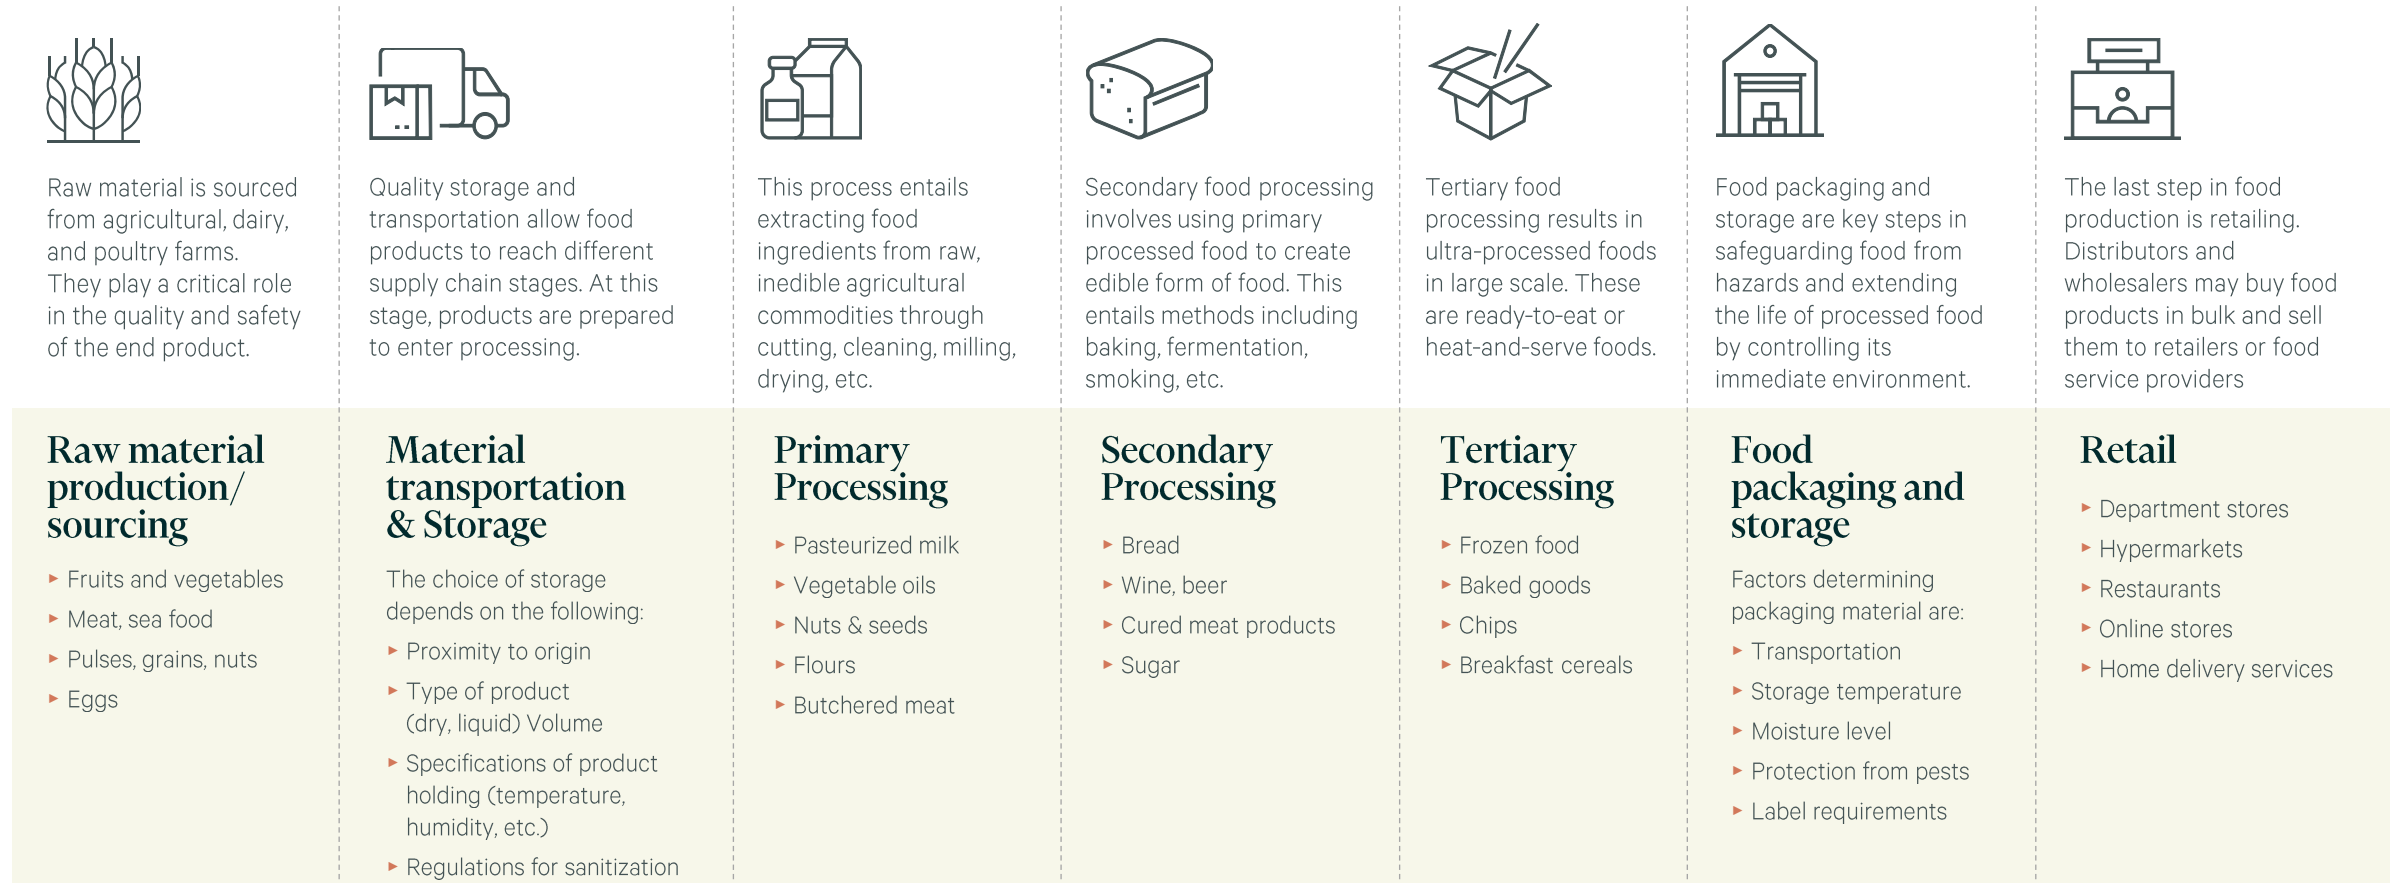 Raw material is sourced
from agricultural, dairy,
and poultry farms.
They play a critical role
in the quality and safety
of the end product.
Raw material
production/
sourcing
Fruits and vegetables
Meat, sea food
Pulses, grains, nuts
Eggs
Quality storage and
transportation allow food
products to reach different
supply chain stages. At this
stage, products are prepared
to enter processing.
Material
transportation
& Storage
The choice of storage
depends on the following:
Proximity to origin
Type of product
(dry, liquid) Volume
Specifications of product
holding (temperature,
humidity, etc.)
Regulations for sanitization
This process entails
extracting food
ingredients from raw,
inedible agricultural
commodities through
cutting, cleaning, milling,
drying, etc.
Primary
Processing
Pasteurized milk
Vegetable oils
Nuts & seeds
Flours
Butchered meat
Secondary food processing
involves using primary
processed food to create
edible form of food. This
entails methods including
baking, fermentation,
smoking, etc.
Secondary
Processing
Bread
Wine, beer
Cured meat products
Sugar
Tertiary food
processing results in
ultra-processed foods
in large scale. These
are ready-to-eat or
heat-and-serve foods.
Tertiary
Processing
Frozen food
Baked goods
Chips
Breakfast cereals
Food packaging and
storage are key steps in
safeguarding food from
hazards and extending
the life of processed food
by controlling its
immediate environment.
Food
packaging and
storage
Factors determining
packaging material are:
Transportation
Storage temperature
Moisture level
Protection from pests
Label requirements
The last step in food
production is retailing.
Distributors and
wholesalers may buy food
products in bulk and sell
them to retailers or food
service providers
Retail
Department stores
Hypermarkets
Restaurants
Online stores
Home delivery services